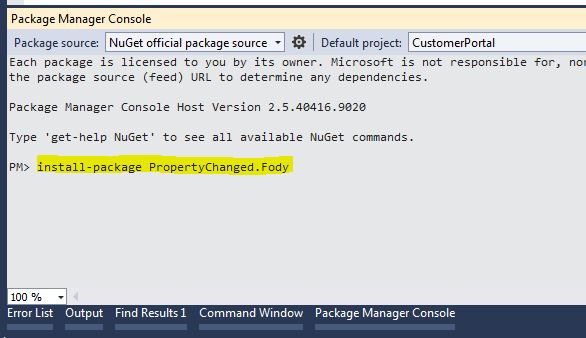 Package Manager Console
Package source: NuGet official package source Default project: CustomerPortal
Each package is licensed to you by its owner. Microsoft is not responsible for, nor
the package source (feed) URL to determine any dependencies.
Package Manager Console Host Version 2.5.40416.9020
Type 'get-help NuGet' to see all available NuGet commands.
PM> install-package PropertyChanged.Fody
100 %
Error List Output Find Results 1 Command Window Package Manager Console